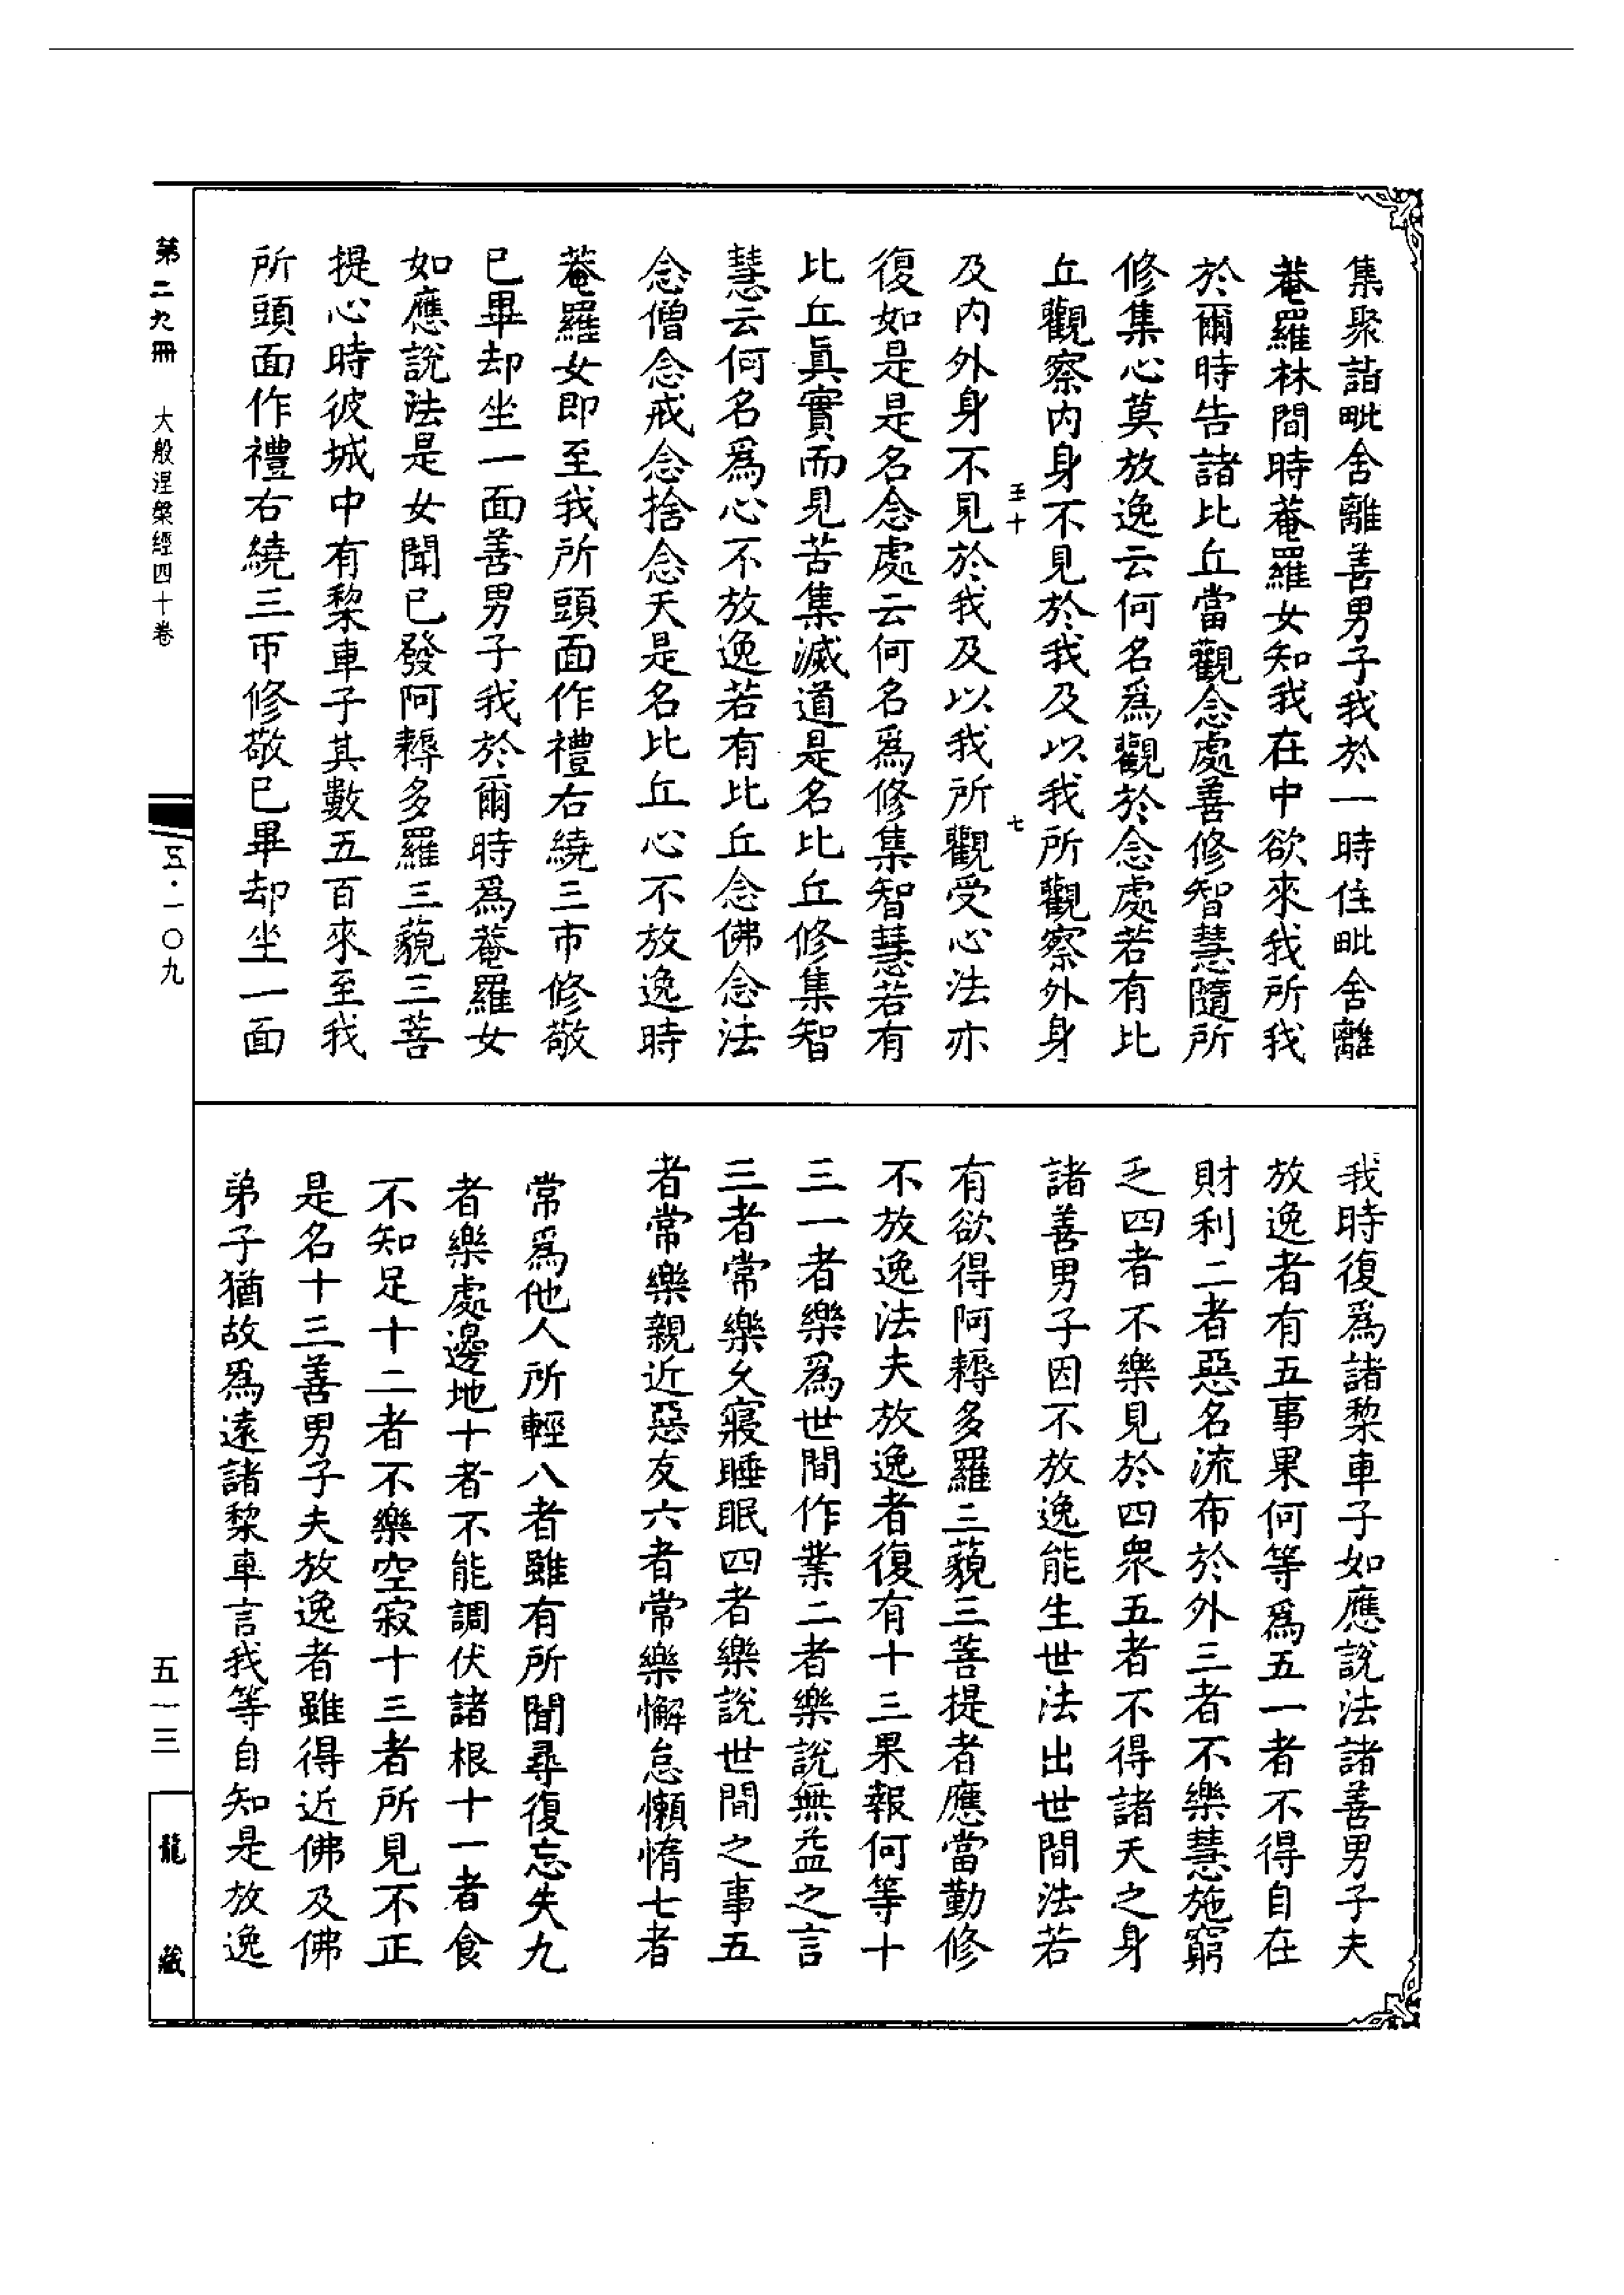 集聚詣毗舍離善男子我於一時住毗舍離
菴羅林間時菴羅女知我在中欲來我所我
於爾時告諸比丘當觀念處善修智慧隨所
修集心莫放逸云何名爲觀於念處若有比
丘觀察內身不見於我及以我所觀察外身
及內外身不見於我及以我所觀受心法亦
復如是是名念處云何名爲修集智慧若有
比丘眞實而見苦集滅道是名比丘修集智
慧云何名爲心不放逸若有比丘念佛念法
念僧念戒念捨念天是名比丘心不放逸時
菴羅女即至我所頭面作禮右繞三帀修敬
已畢却坐一面善男子我於爾時爲菴羅女
如應說法是女聞已發阿耨多羅三藐三菩
提心時彼城中有黎車子其數五百來至我
所頭面作禮右繞三帀修敬已畢却坐一面
我時復爲諸黎車子如應說法諸善男子夫
放逸者有五事果何等爲五一者不得自在
財利二者惡名流布於外三者不樂慧施窮
乏四者不樂見於四衆五者不得諸天之身
諸善男子因不放逸能生世法出世間法若
有欲得阿耨多羅三藐三菩提者應當勤修
不放逸法夫放逸者復有十三果報何等十
三一者樂爲世間作業二者樂說無益之言
三者常樂久寢睡眠四者樂說世間之事五
者常樂親近惡友六者常樂懈怠懶惰七者
常爲他人所輕八者雖有所聞尋復忘失九
者樂處邊地十者不能調伏諸根十一者食
不知足十二者不樂空寂十三者所見不正
是名十三善男子夫放逸者雖得近佛及佛
弟子猶故爲遠諸黎車言我等自知是放逸
第二九冊 大般涅槃經四十卷
五·一〇九
五一三
龍藏